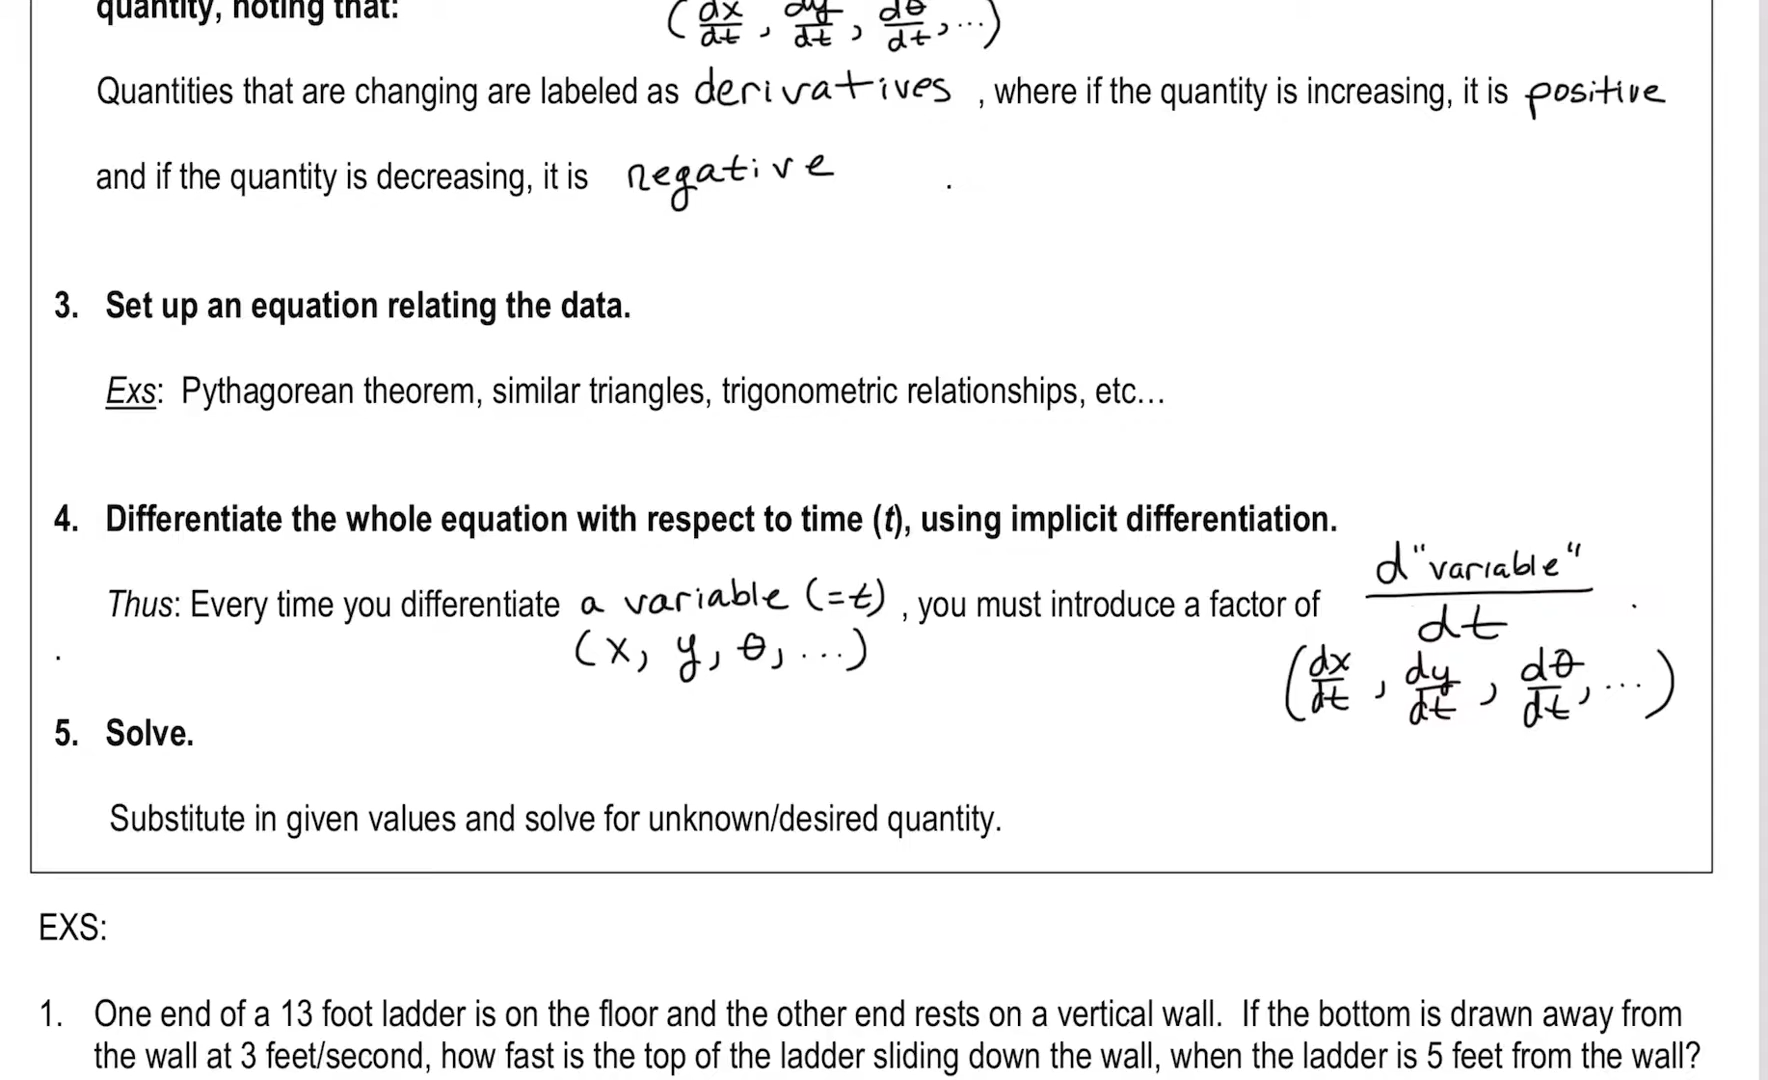 quantity, noting that: (dx/dt, dy/dt, dθ/dt, ...)
Quantities that are changing are labeled as derivatives, where if the quantity is increasing, it is positive
and if the quantity is decreasing, it is negative .
3. Set up an equation relating the data.
Exs: Pythagorean theorem, similar triangles, trigonometric relationships, etc...
4. Differentiate the whole equation with respect to time (t), using implicit differentiation.
Thus: Every time you differentiate a variable (=t), you must introduce a factor of d"variable"/dt .
(x, y, θ, ...) (dx/dt, dy/dt, dθ/dt, ...)
5. Solve.
Substitute in given values and solve for unknown/desired quantity.
EXS:
1. One end of a 13 foot ladder is on the floor and the other end rests on a vertical wall. If the bottom is drawn away from
the wall at 3 feet/second, how fast is the top of the ladder sliding down the wall, when the ladder is 5 feet from the wall?